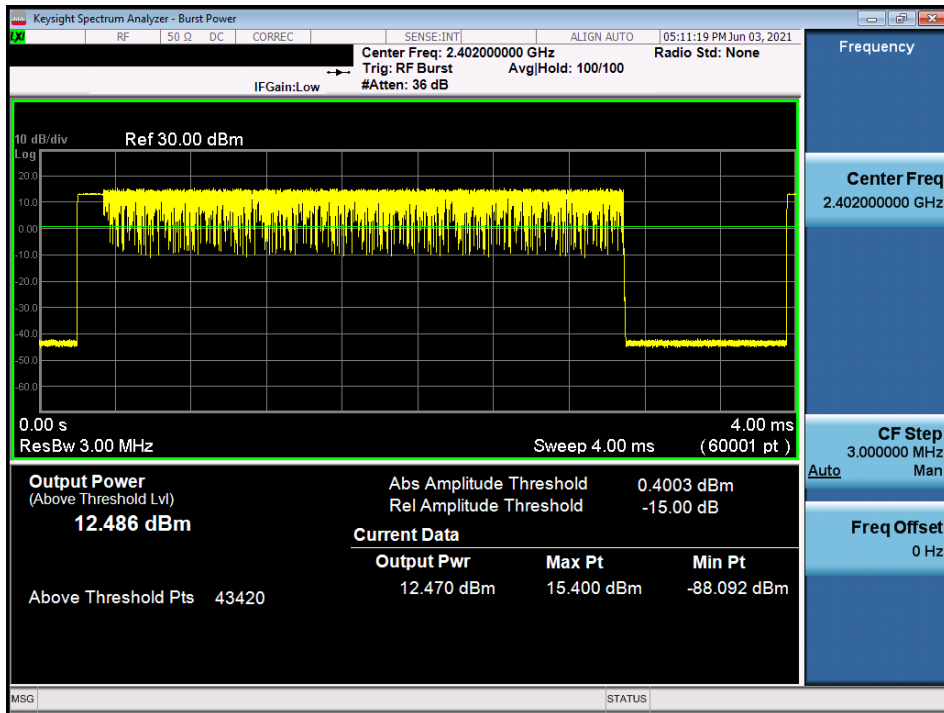 Keysight Spectrum Analyzer - Burst Power
LXI RF 50 Ω DC CORREC SENSE:INT ALIGN AUTO 05:11:19 PM Jun 03, 2021
Center Freq: 2.402000000 GHz Radio Std: None
Trig: RF Burst Avg|Hold: 100/100
IFGain:Low #Atten: 36 dB
10 dB/div Ref 30.00 dBm
Log
20.0
10.0
0.00
-10.0
-20.0
-30.0
-40.0
-50.0
-60.0
0.00 s 4.00 ms
ResBw 3.00 MHz Sweep 4.00 ms (60001 pt)
Output Power
(Above Threshold Lvl)
12.486 dBm
Above Threshold Pts 43420
Abs Amplitude Threshold 0.4003 dBm
Rel Amplitude Threshold -15.00 dB
Current Data
Output Pwr Max Pt Min Pt
12.470 dBm 15.400 dBm -88.092 dBm
MSG STATUS
Frequency
Center Freq
2.402000000 GHz
CF Step
3.000000 MHz
Auto Man
Freq Offset
0 Hz